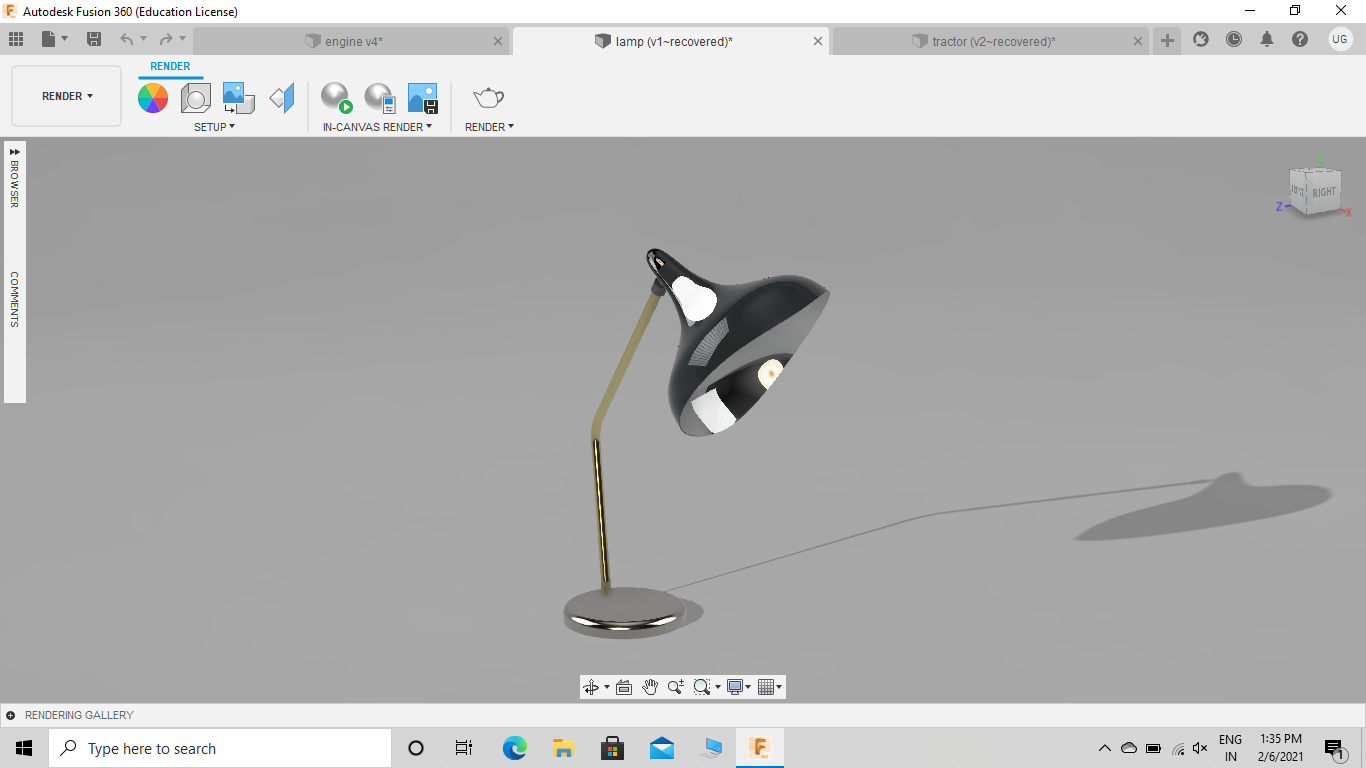 Autodesk Fusion 360 (Education License)
engine v4*
lamp (v1~recovered)*
tractor (v2~recovered)*
UG
RENDER
RENDER
SETUP
IN-CANVAS RENDER
RENDER
BROWSER
COMMENTS
RIGHT
Y
Z
X
RENDERING GALLERY
Type here to search
ENG
IN
1:35 PM
2/6/2021
1